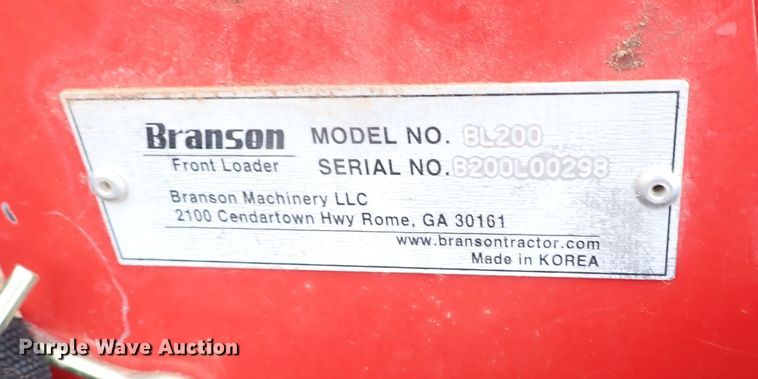 Branson MODEL NO. BL200
Front Loader SERIAL NO. B200L00298
Branson Machinery LLC
2100 Cendartown Hwy Rome, GA 30161
www.bransontractor.com
Made in KOREA
Purple Wave Auction